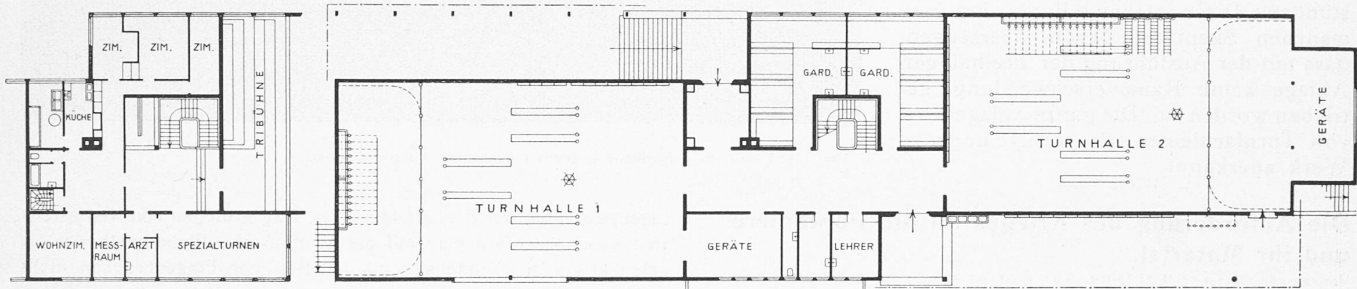 ZIM.
ZIM.
ZIM.
KÜCHE
TRIBÜHNE
WOHNZIM.
MESS-
RAUM
ARZT
SPEZIALTURNEN
TURNHALLE 1
GARD.
GARD.
GERÄTE
LEHRER
TURNHALLE 2
GERÄTE